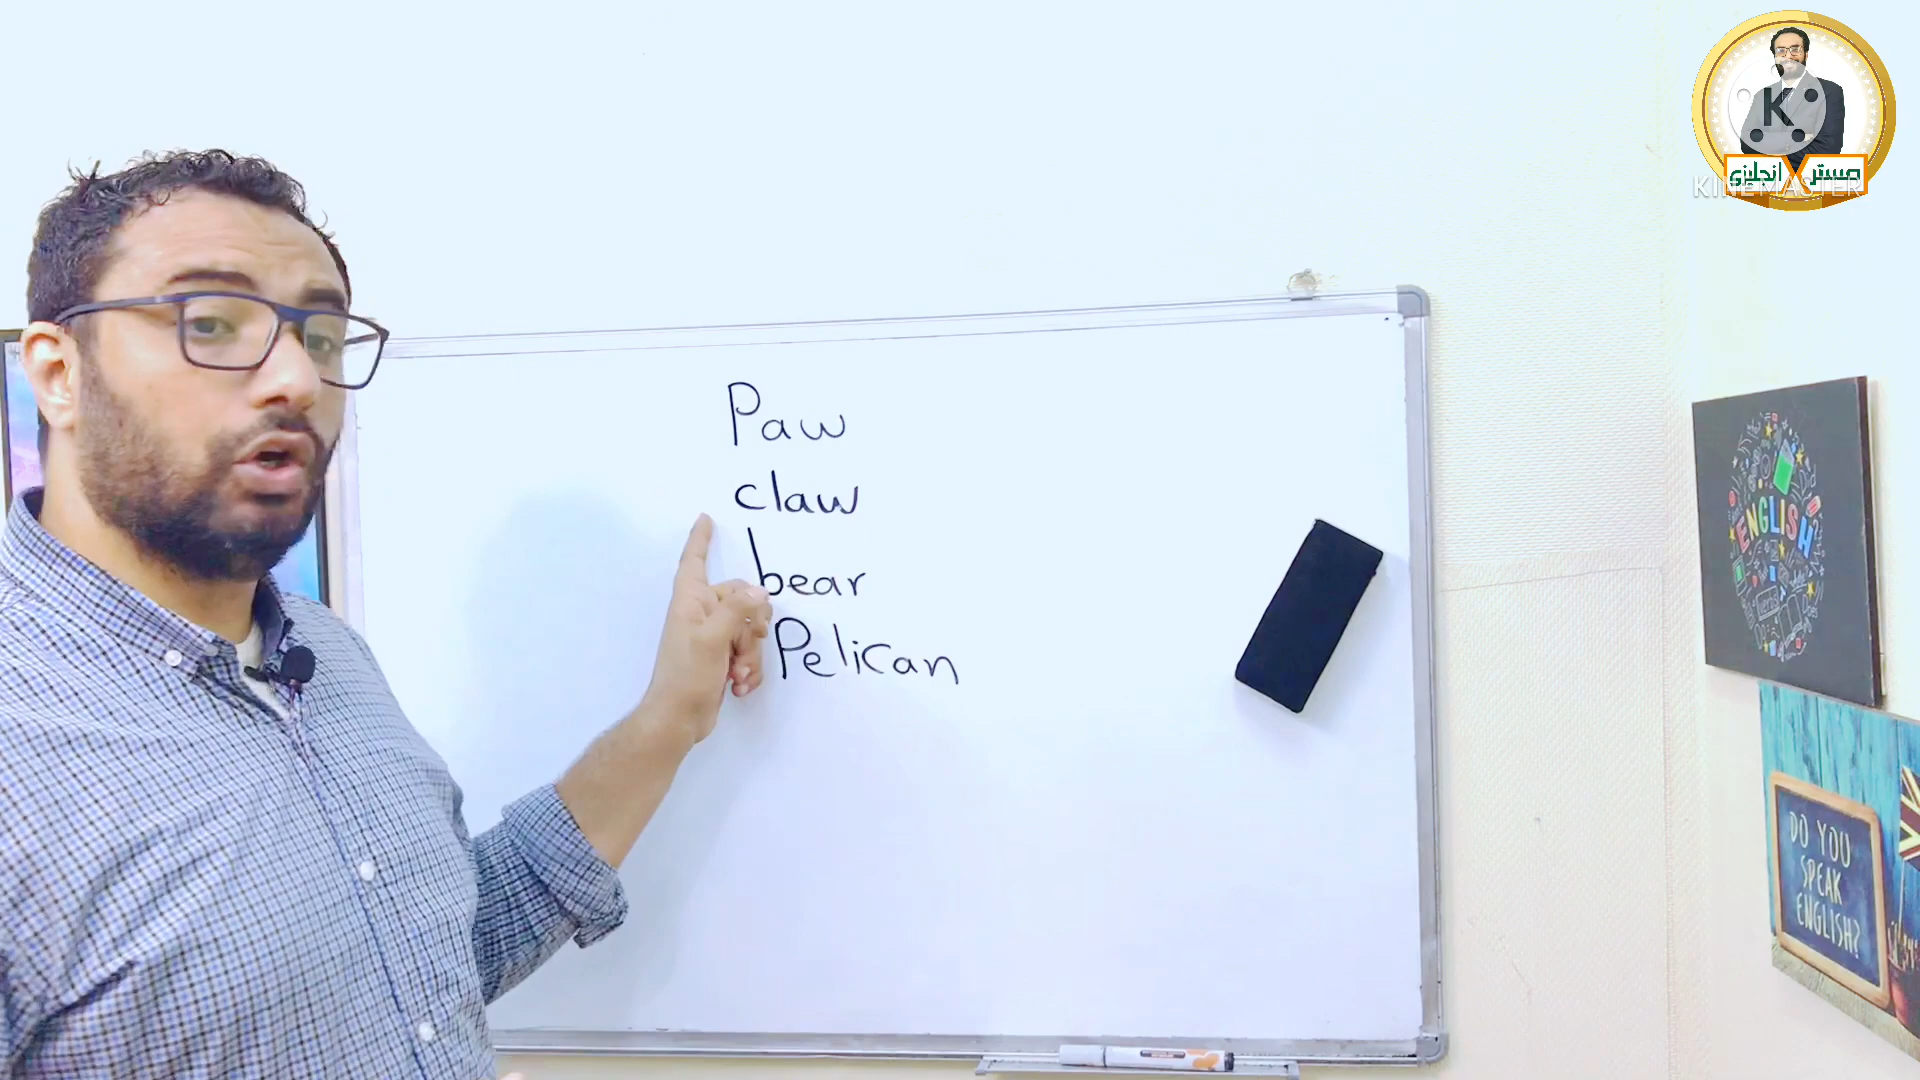 Paw
claw
bear
Pelican
مستر X انجليزي
K
KINEMASTER
ENGLISH
DO YOU
SPEAK
ENGLISH?